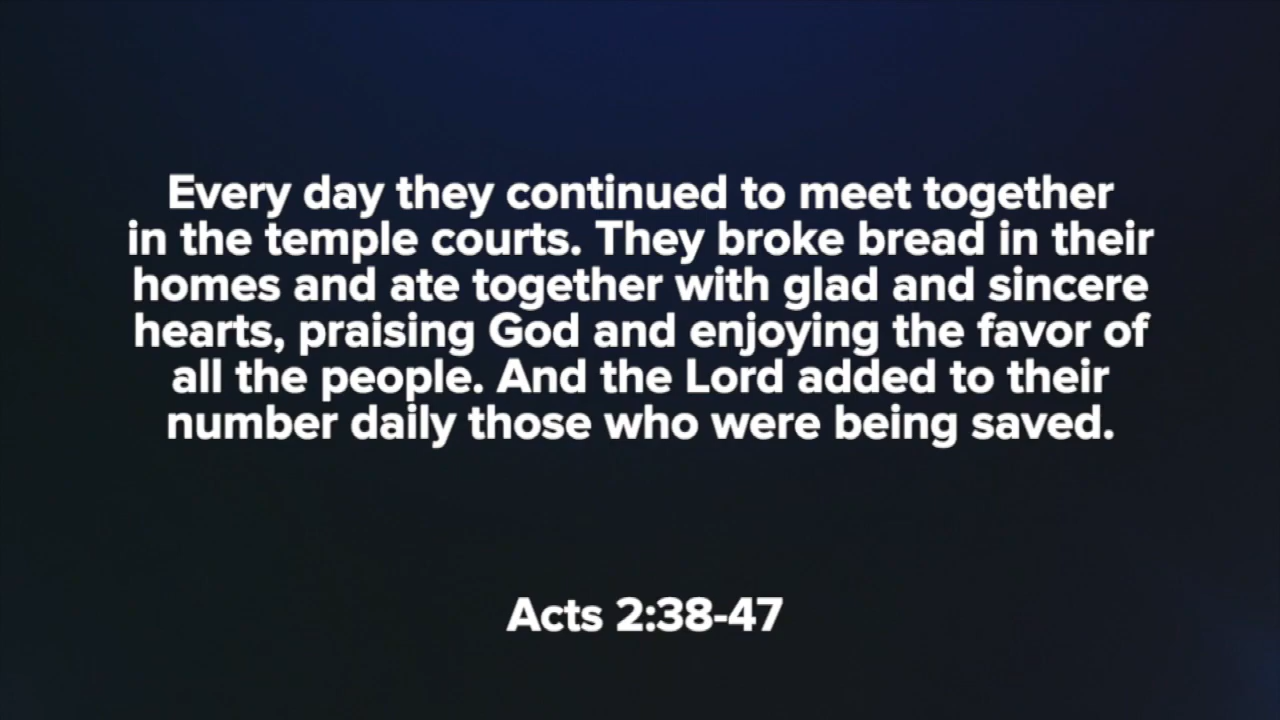 Every day they continued to meet together
in the temple courts. They broke bread in their
homes and ate together with glad and sincere
hearts, praising God and enjoying the favor of
all the people. And the Lord added to their
number daily those who were being saved.
Acts 2:38-47